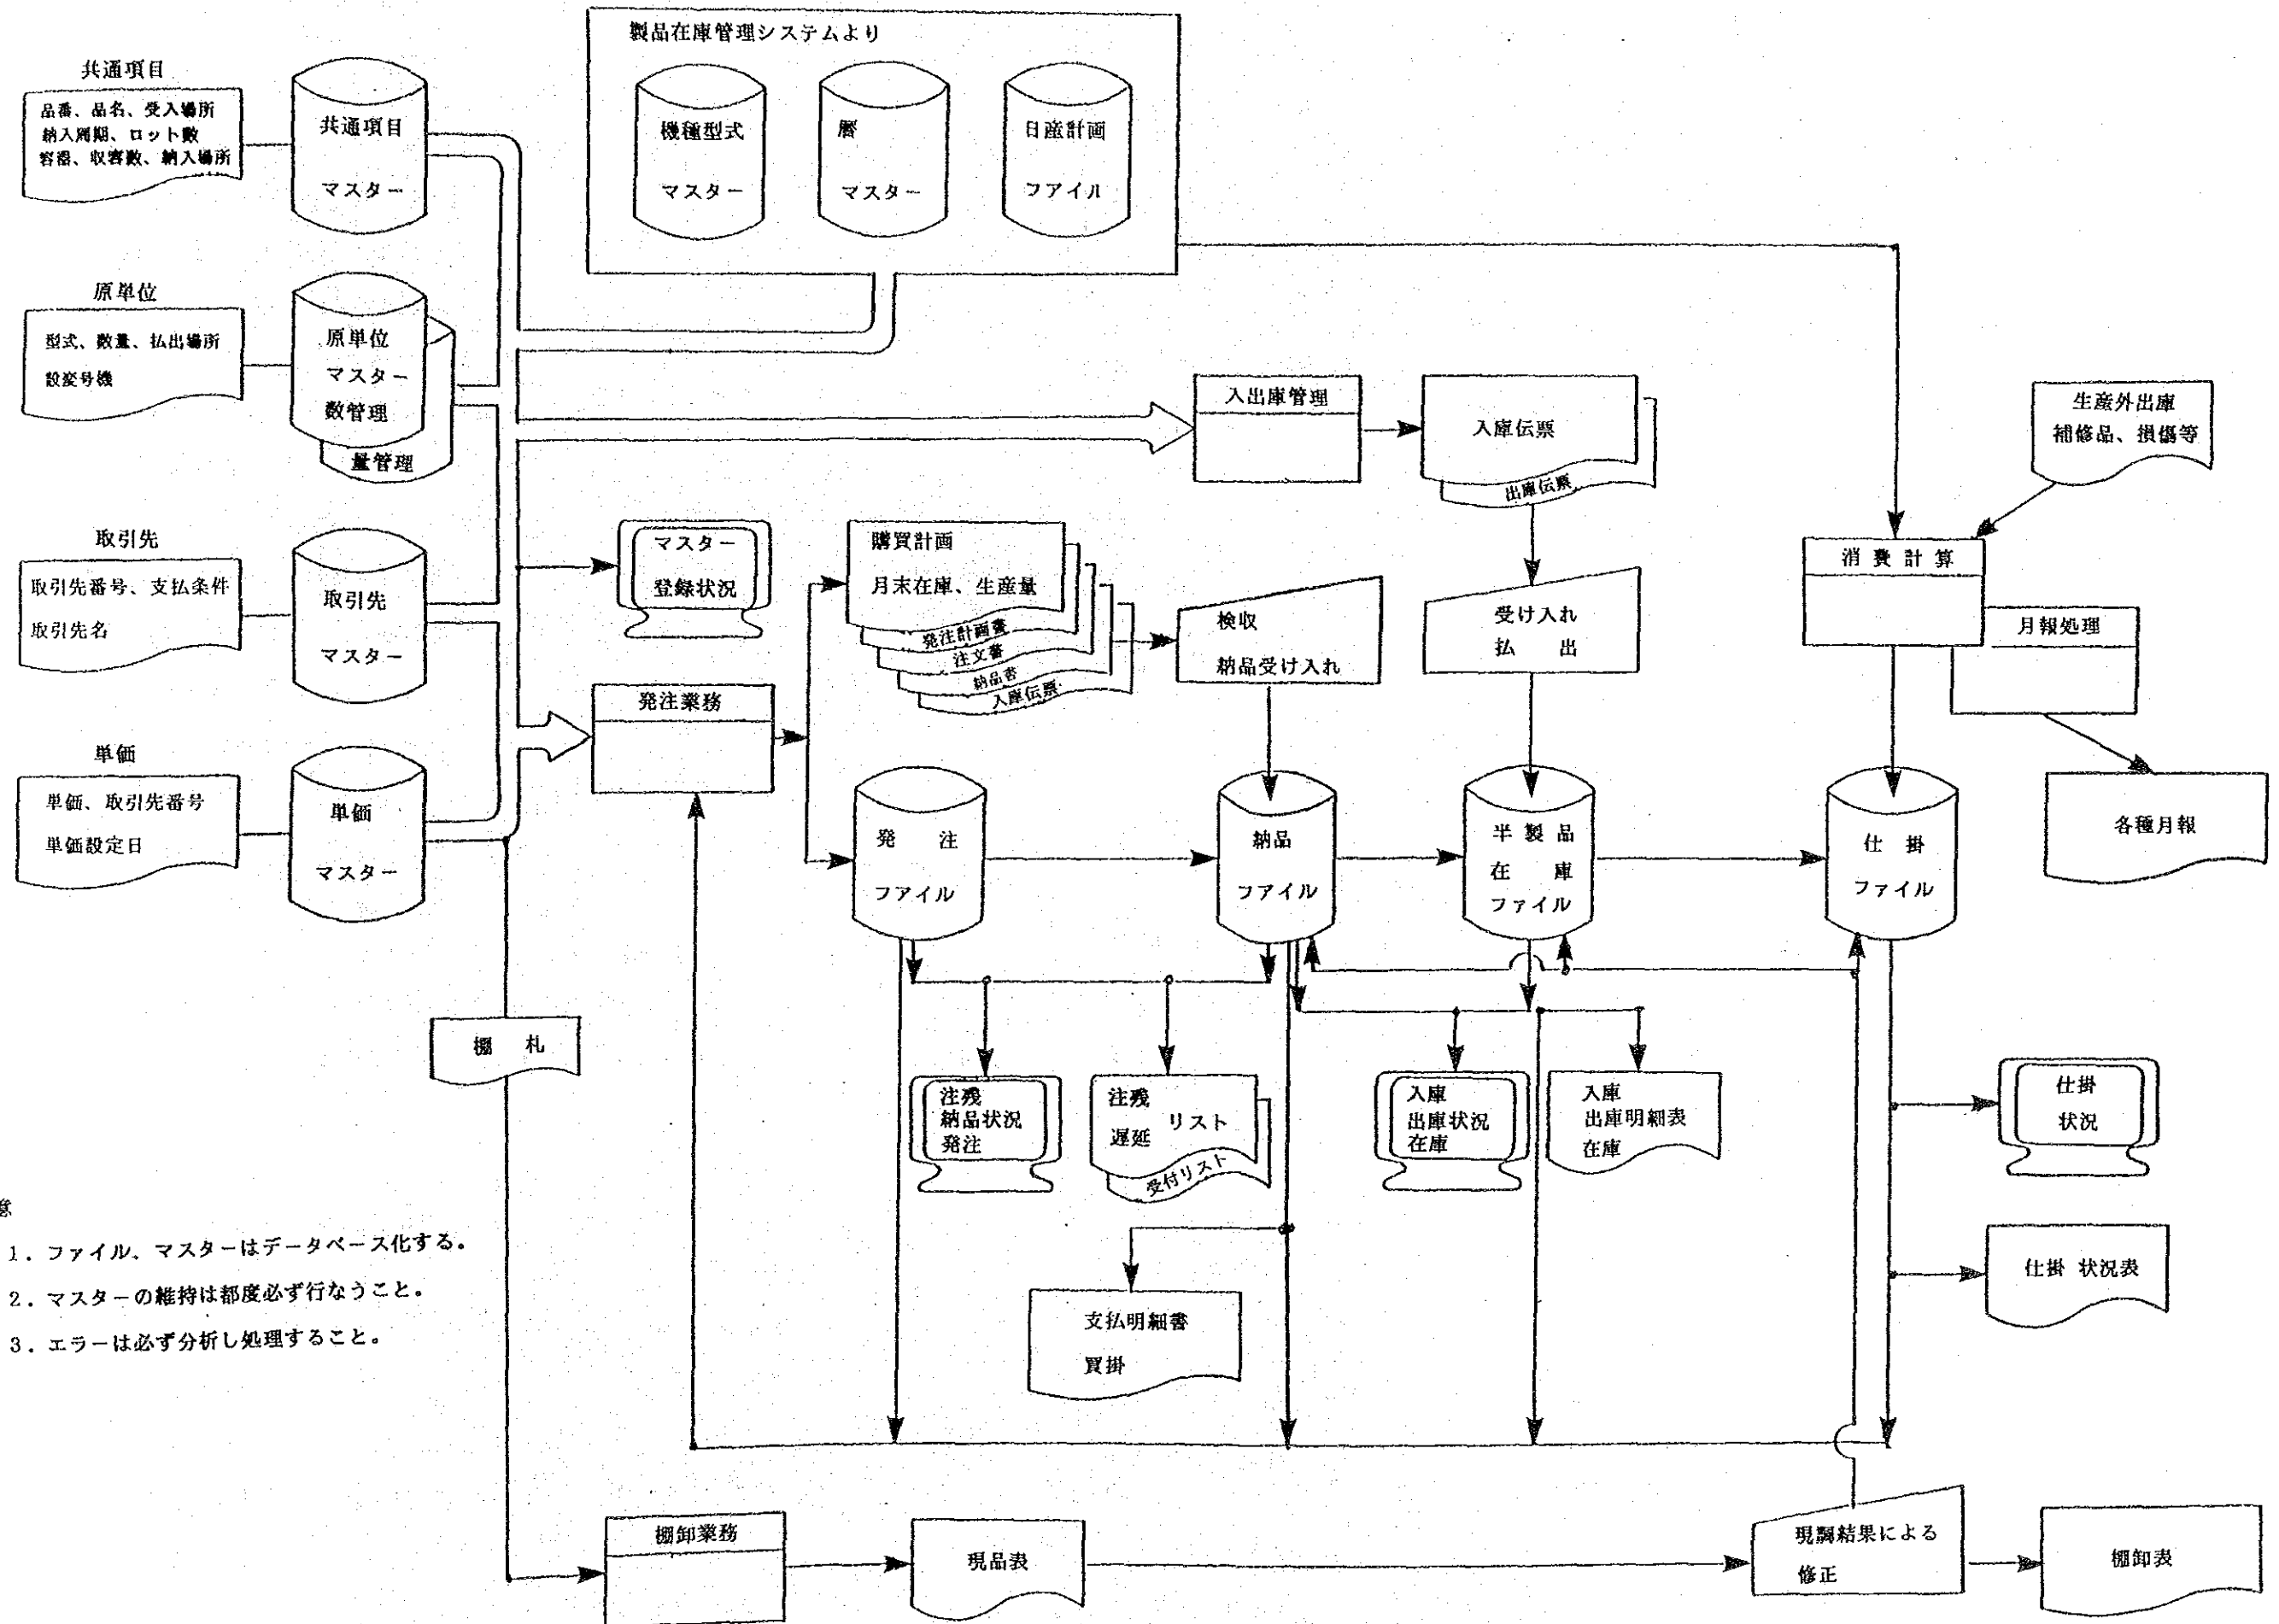 製品在庫管理システムより
機種型式
マスター
暦
マスター
日産計画
フアイル
共通項目
品番、品名、受入場所
納入周期、ロット数
容器、収容数、納入場所
共通項目
マスター
原単位
型式、数量、払出場所
設変号機
原単位
マスター
数管理
量管理
取引先
取引先番号、支払条件
取引先名
取引先
マスター
単価
単価、取引先番号
単価設定日
単価
マスター
入出庫管理
入庫伝票
出庫伝票
生産外出庫
補修品、損傷等
マスター
登録状況
購買計画
月末在庫、生産量
発注計画書
注文書
納品書
入庫伝票
検収
納品受け入れ
受け入れ
払 出
消費計算
月報処理
各種月報
発注業務
発 注
フアイル
納品
フアイル
半製品
在 庫
ファイル
仕 掛
ファイル
棚 札
注残
納品状況
発注
注残
リスト
遅延
受付リスト
入庫
出庫状況
在庫
入庫
出庫明細表
在庫
仕掛
状況
仕掛 状況表
支払明細書
買掛
意
1. ファイル、マスターはデータベース化する。
2. マスターの維持は都度必ず行なうこと。
3. エラーは必ず分析し処理すること。
棚卸業務
現品表
現調結果による
修正
棚卸表